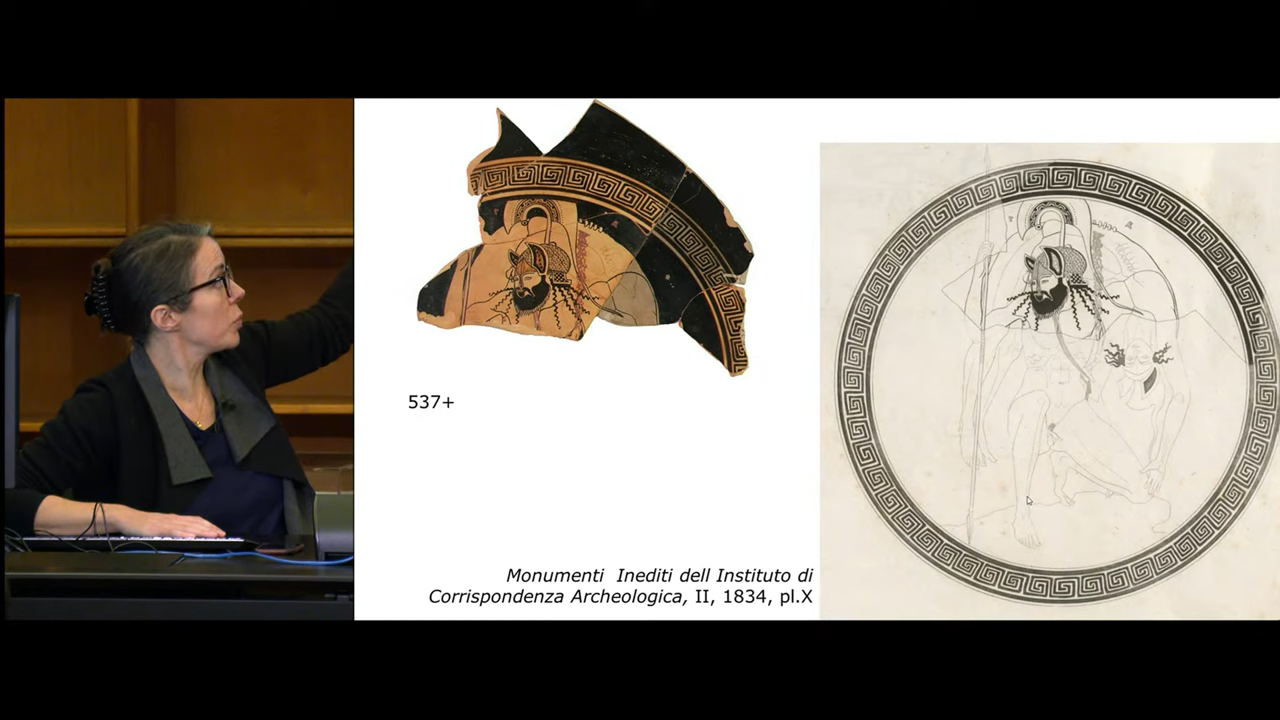 537+
Monumenti Inediti dell Instituto di
Corrispondenza Archeologica, II, 1834, pl.X